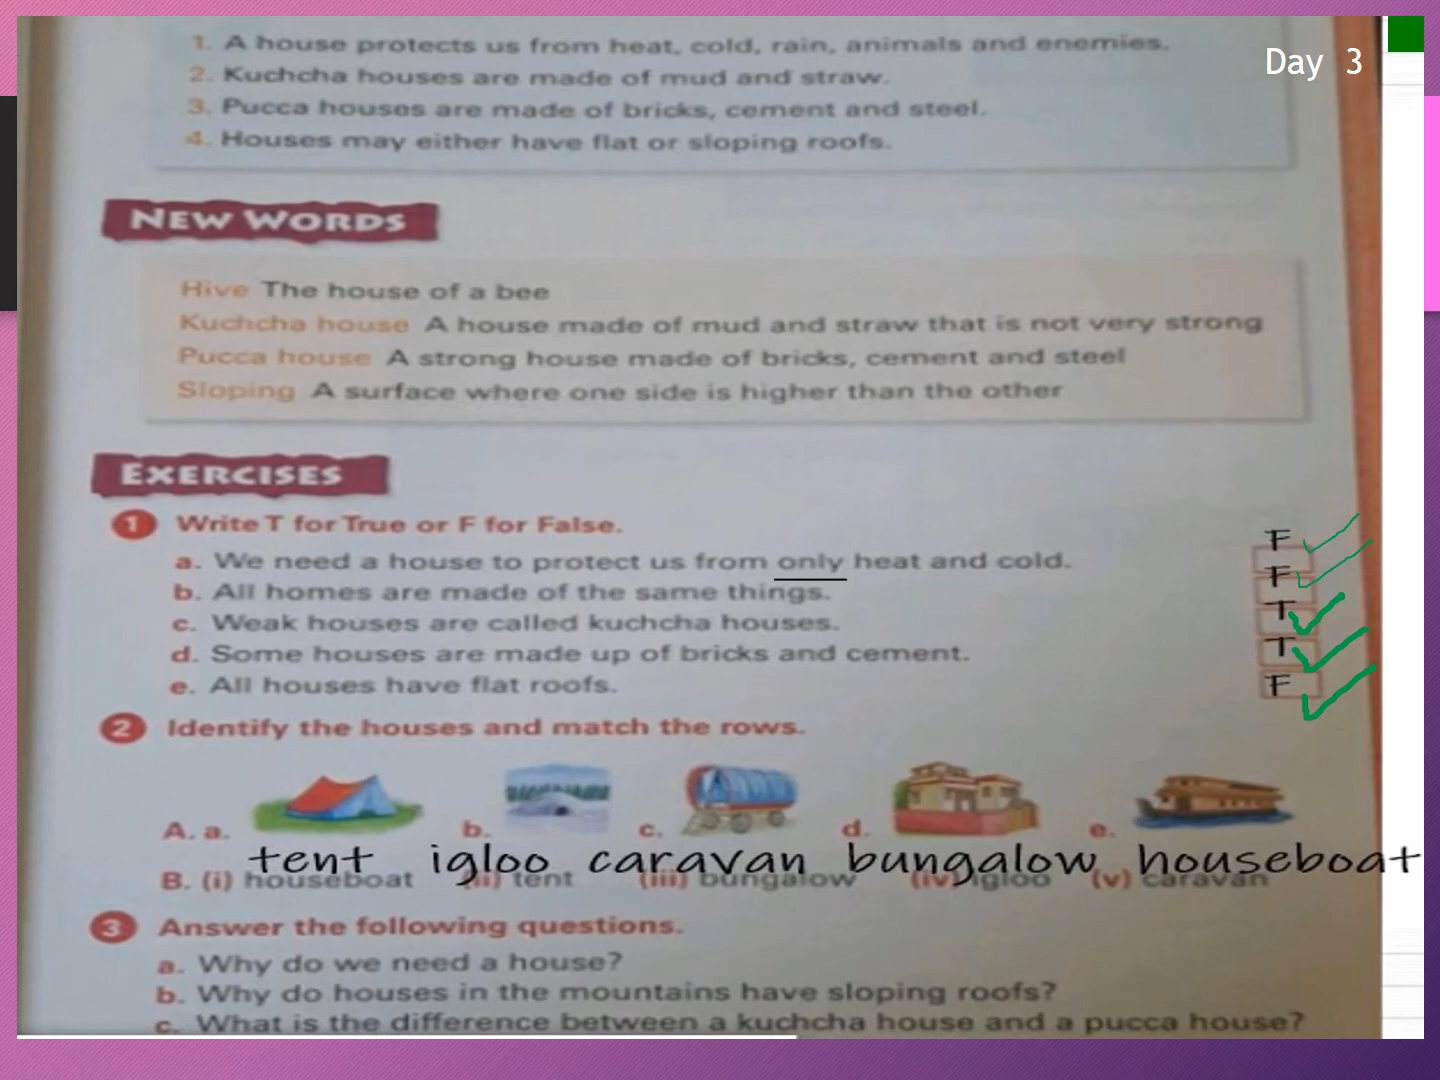 Day 3
1. A house protects us from heat, cold, rain, animals and enemies.
2. Kuchcha houses are made of mud and straw.
3. Pucca houses are made of bricks, cement and steel.
4. Houses may either have flat or sloping roofs.
NEW WORDS
Hive The house of a bee
Kuchcha house A house made of mud and straw that is not very strong
Pucca house A strong house made of bricks, cement and steel
Sloping A surface where one side is higher than the other
EXERCISES
1 Write T for True or F for False.
a. We need a house to protect us from only heat and cold. F
b. All homes are made of the same things. F
c. Weak houses are called kuchcha houses. T
d. Some houses are made up of bricks and cement. T
e. All houses have flat roofs. F
2 Identify the houses and match the rows.
A. a. b. c. d. e.
tent igloo caravan bungalow houseboat
B. (i) houseboat (ii) tent (iii) bungalow (iv) igloo (v) caravan
3 Answer the following questions.
a. Why do we need a house?
b. Why do houses in the mountains have sloping roofs?
c. What is the difference between a kuchcha house and a pucca house?